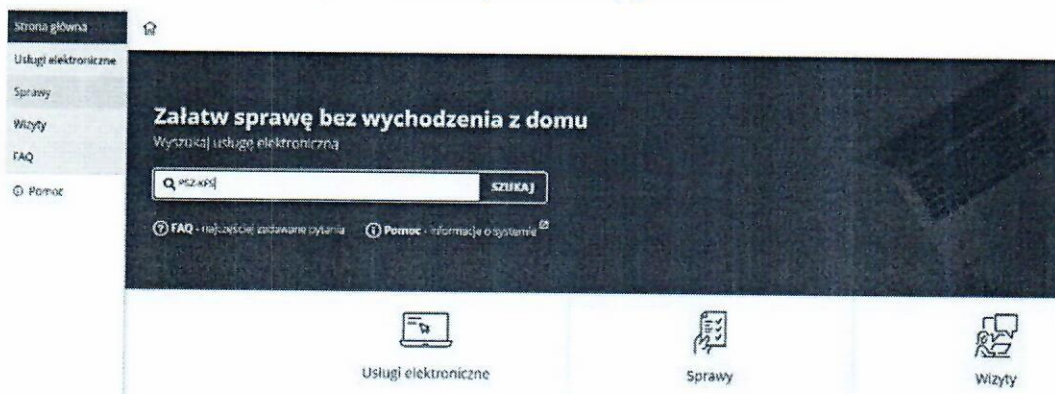 Strona główna
Usługi elektroniczne
Sprawy
Wizyty
FAQ
Pomoc
Załatw sprawę bez wychodzenia z domu
Wyszukaj usługę elektroniczną
PSZ-KFS
SZUKAJ
FAQ - najczęściej zadawane pytania
Pomoc - informacje o systemie
Usługi elektroniczne
Sprawy
Wizyty